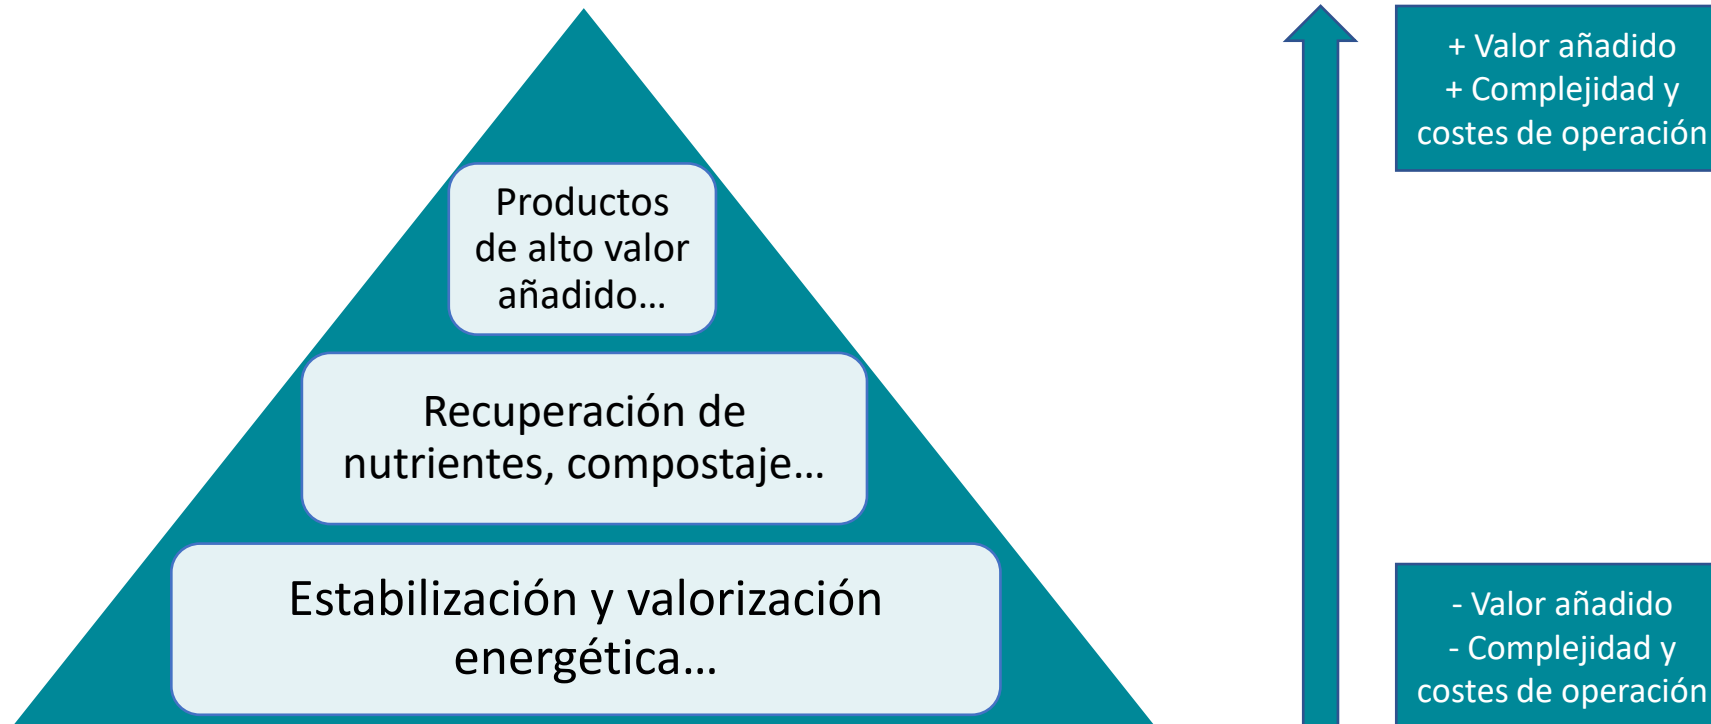 Productos
de alto valor
añadido...
Recuperación de
nutrientes, compostaje...
Estabilización y valorización
energética...
+ Valor añadido
+ Complejidad y
costes de operación
- Valor añadido
- Complejidad y
costes de operación